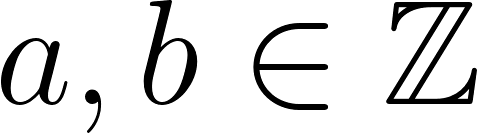 a, b ∈ ℤ